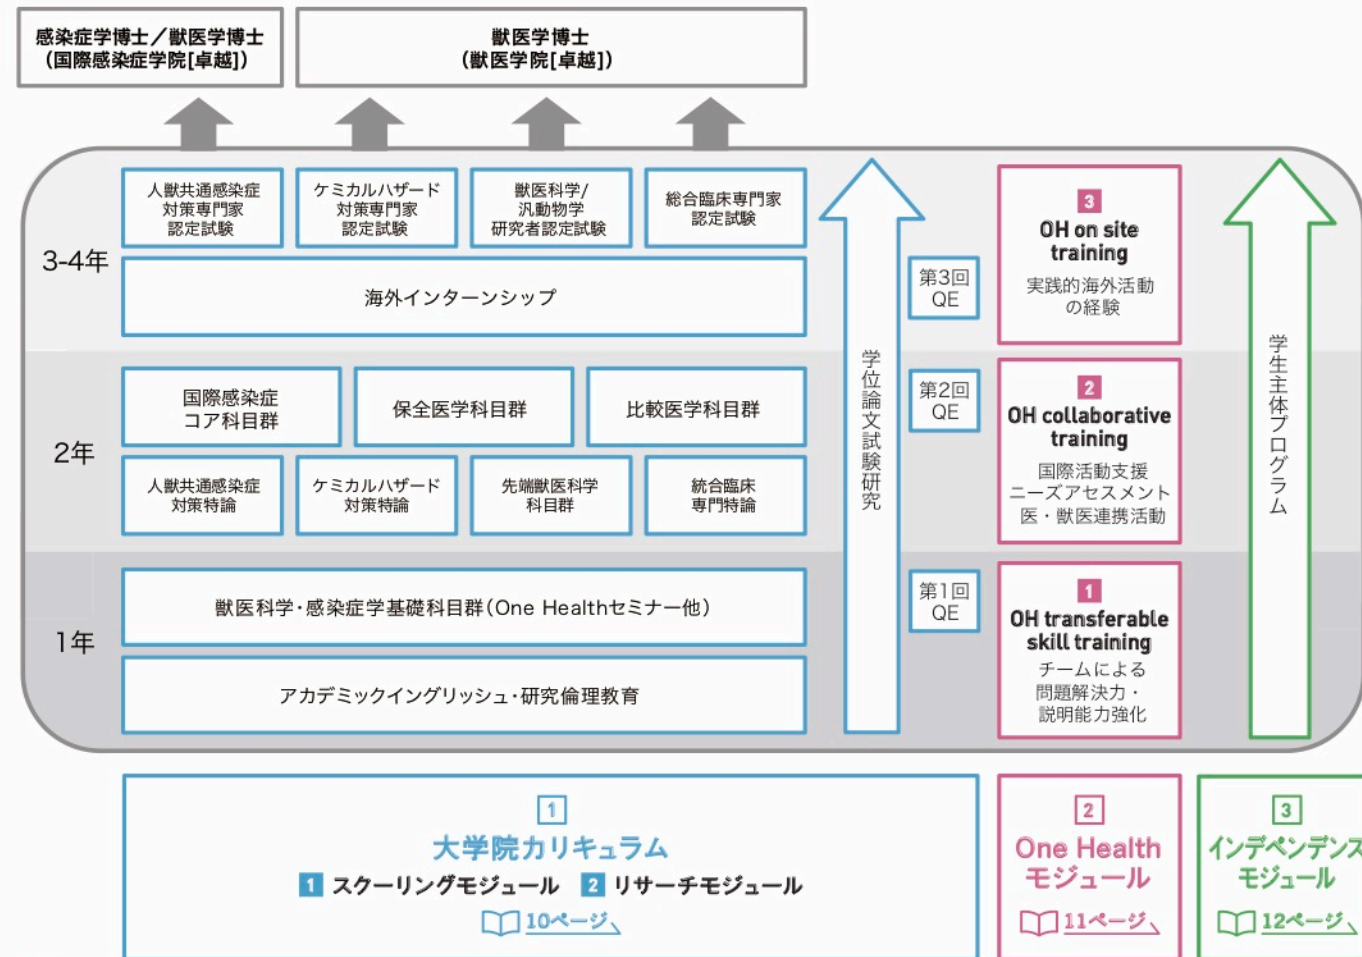 感染症学博士／獣医学博士
（国際感染症学院[卓越]）
獣医学博士
（獣医学院[卓越]）
3-4年
人獣共通感染症
対策専門家
認定試験
ケミカルハザード
対策専門家
認定試験
獣医科学/
汎動物学
研究者認定試験
総合臨床専門家
認定試験
海外インターンシップ
第3回
QE
3
OH on site
training
実践的海外活動
の経験
2年
国際感染症
コア科目群
保全医学科目群
比較医学科目群
人獣共通感染症
対策特論
ケミカルハザード
対策特論
先端獣医科学
科目群
統合臨床
専門特論
学位論文試験研究
第2回
QE
2
OH collaborative
training
国際活動支援
ニーズアセスメント
医・獣医連携活動
学生主体プログラム
1年
獣医科学・感染症学基礎科目群（One Healthセミナー他）
アカデミックイングリッシュ・研究倫理教育
第1回
QE
1
OH transferable
skill training
チームによる
問題解決力・
説明能力強化
1
大学院カリキュラム
1 スクーリングモジュール 2 リサーチモジュール
10ページ
2
One Health
モジュール
11ページ
3
インデペンデンス
モジュール
12ページ